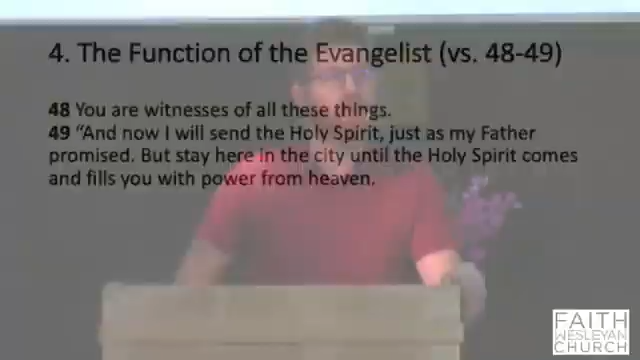 4. The Function of the Evangelist (vs. 48-49)
48 You are witnesses of all these things.
49 “And now I will send the Holy Spirit, just as my Father
promised. But stay here in the city until the Holy Spirit comes
and fills you with power from heaven.
FAITH
WESLEYAN
CHURCH